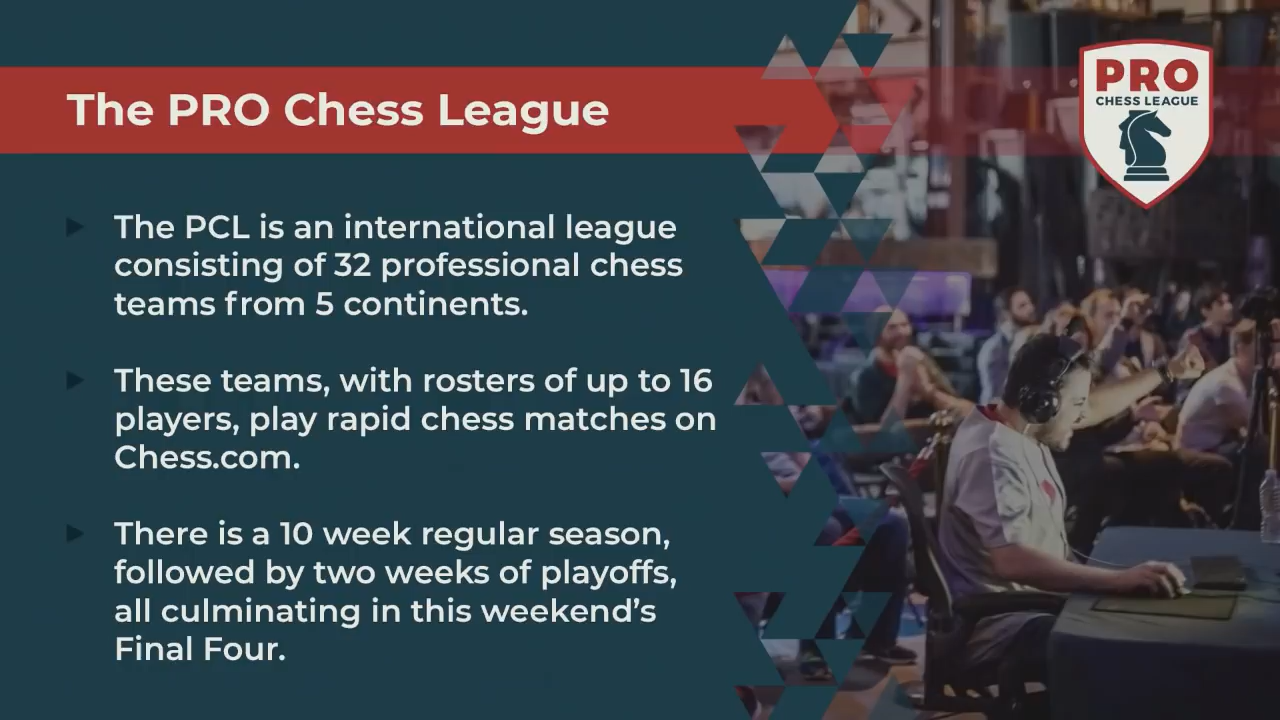 The PRO Chess League
PRO
CHESS LEAGUE
The PCL is an international league
consisting of 32 professional chess
teams from 5 continents.
These teams, with rosters of up to 16
players, play rapid chess matches on
Chess.com.
There is a 10 week regular season,
followed by two weeks of playoffs,
all culminating in this weekend's
Final Four.